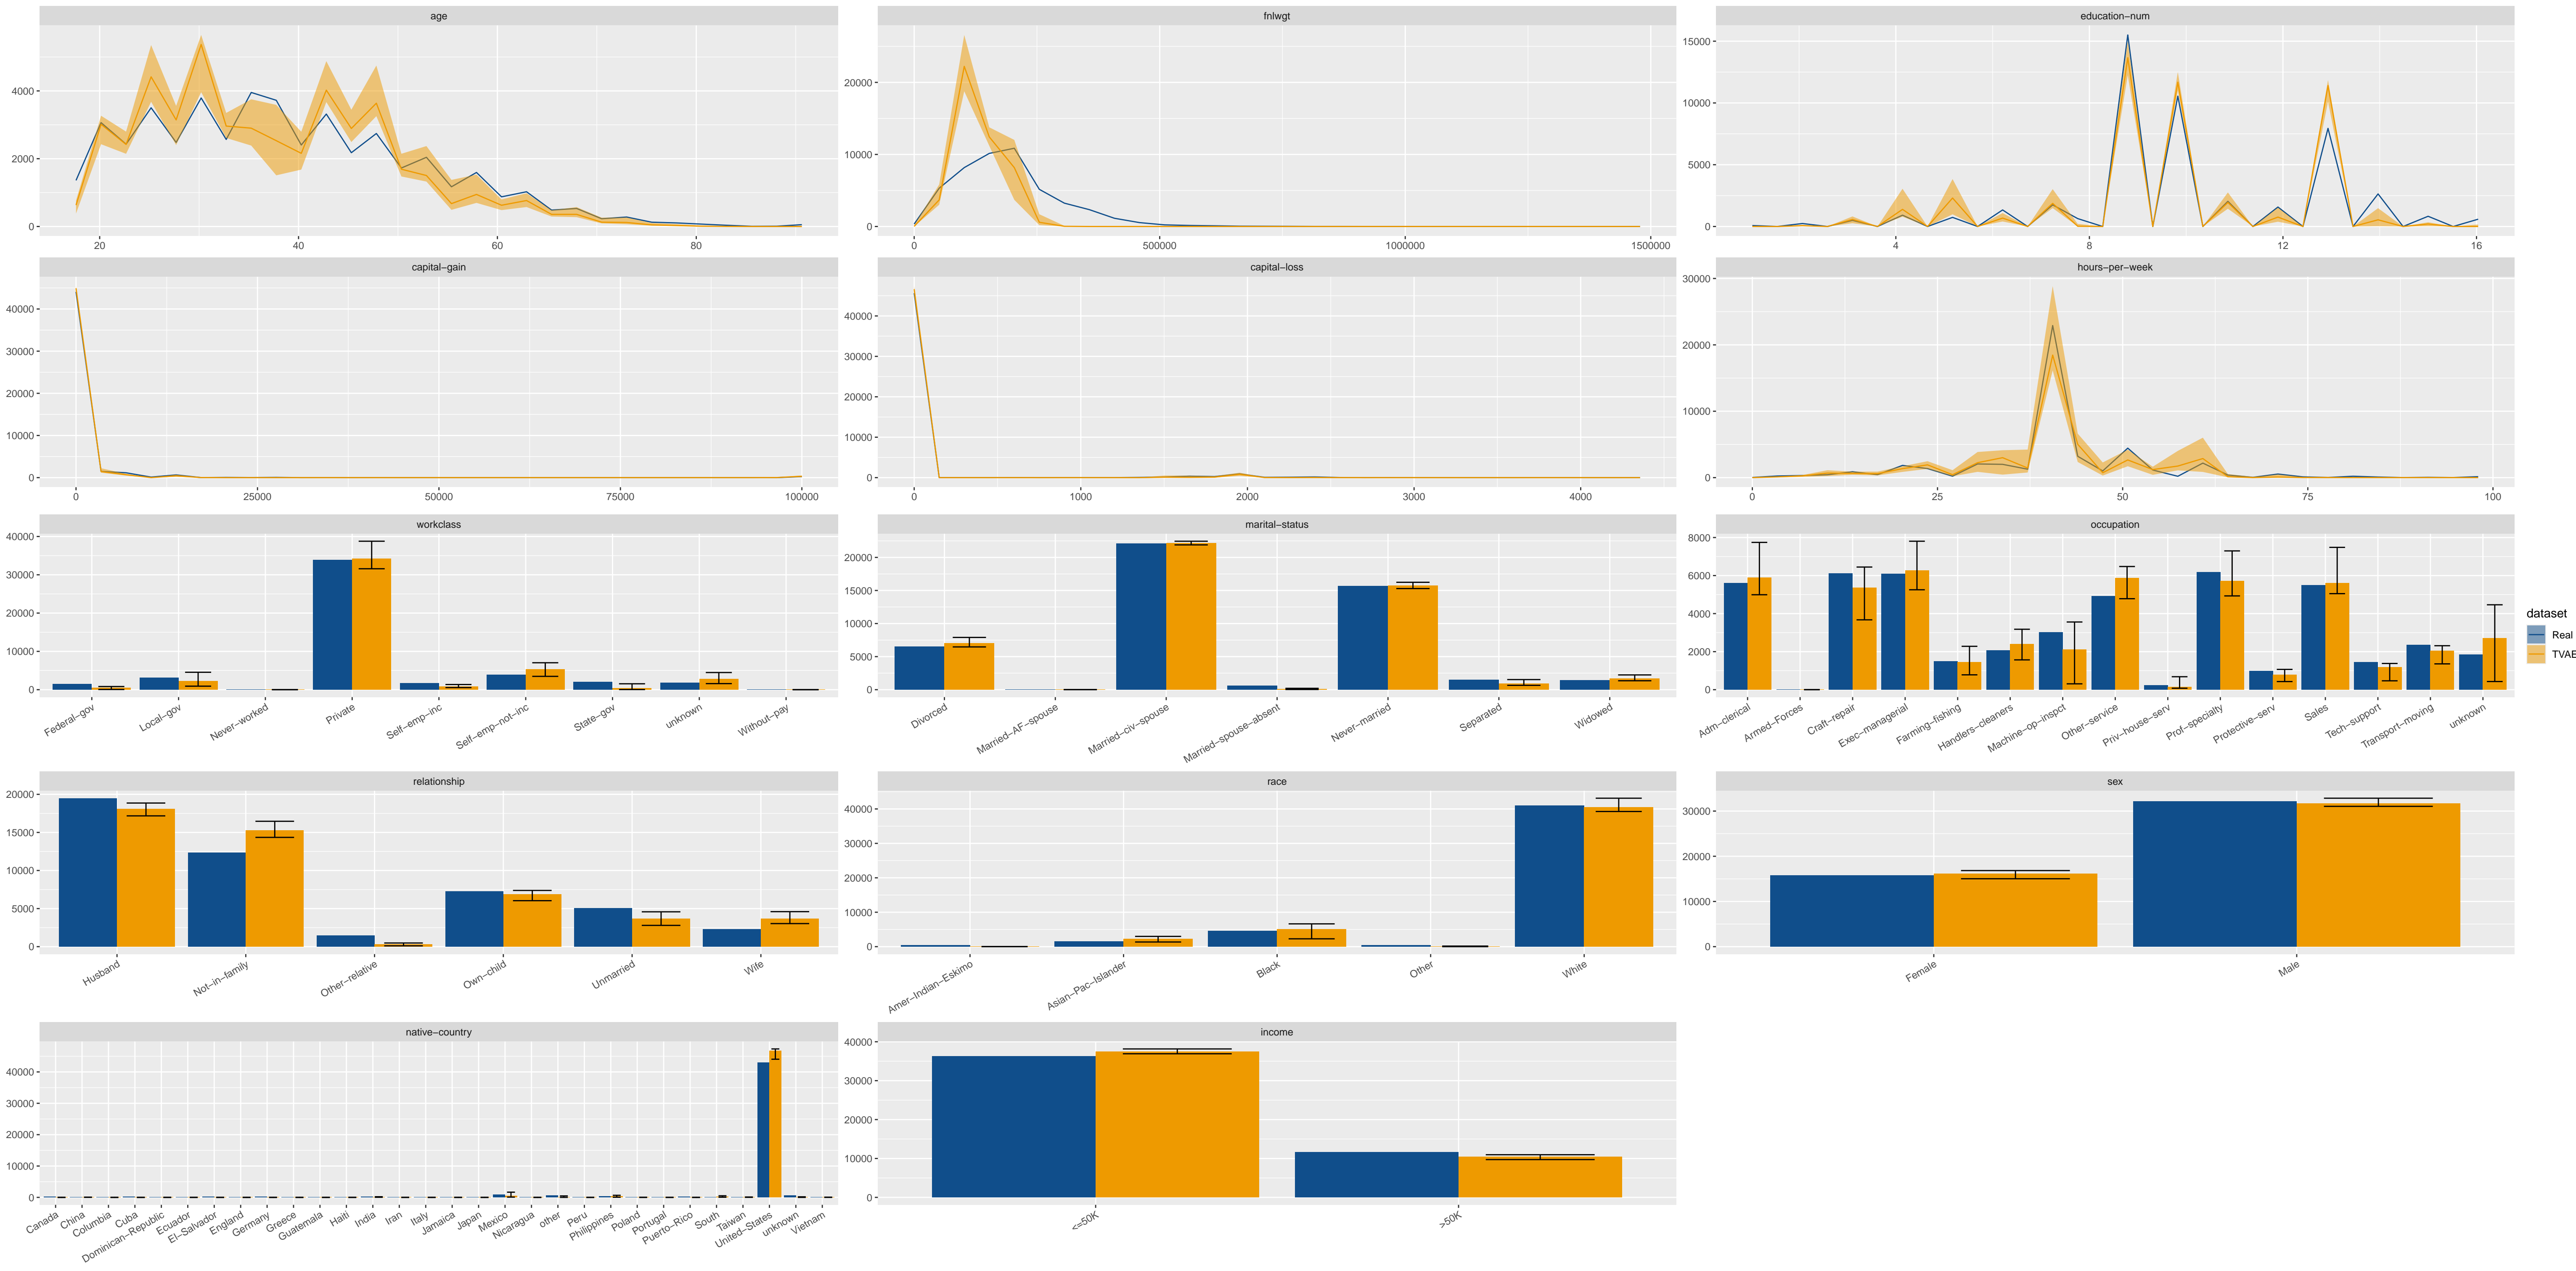 age
fnlwgt
education−num
0
2000
4000
20
40
60
80
0
10000
20000
0
500000
1000000
1500000
0
5000
10000
15000
4
8
12
16
capital−gain
capital−loss
hours−per−week
0
10000
20000
30000
40000
0
25000
50000
75000
100000
0
10000
20000
30000
40000
0
1000
2000
3000
4000
0
10000
20000
30000
0
25
50
75
100
workclass
marital−status
occupation
0
10000
20000
30000
40000
Federal−gov
Local−gov
Never−worked
Private
Self−emp−inc
Self−emp−not−inc
State−gov
unknown
Without−pay
0
5000
10000
15000
20000
Divorced
Married−AF−spouse
Married−civ−spouse
Married−spouse−absent
Never−married
Separated
Widowed
0
2000
4000
6000
8000
Adm−clerical
Armed−Forces
Craft−repair
Exec−managerial
Farming−fishing
Handlers−cleaners
Machine−op−inspct
Other−service
Priv−house−serv
Prof−specialty
Protective−serv
Sales
Tech−support
Transport−moving
unknown
dataset
Real
TVAE
relationship
race
sex
0
5000
10000
15000
20000
Husband
Not−in−family
Other−relative
Own−child
Unmarried
Wife
0
10000
20000
30000
40000
Amer−Indian−Eskimo
Asian−Pac−Islander
Black
Other
White
0
10000
20000
30000
Female
Male
native−country
income
0
10000
20000
30000
40000
Canada
China
Columbia
Cuba
Dominican−Republic
Ecuador
El−Salvador
England
Germany
Greece
Guatemala
Haiti
India
Iran
Italy
Jamaica
Japan
Mexico
Nicaragua
other
Peru
Philippines
Poland
Portugal
Puerto−Rico
South
Taiwan
United−States
unknown
Vietnam
0
10000
20000
30000
40000
<=50K
>50K